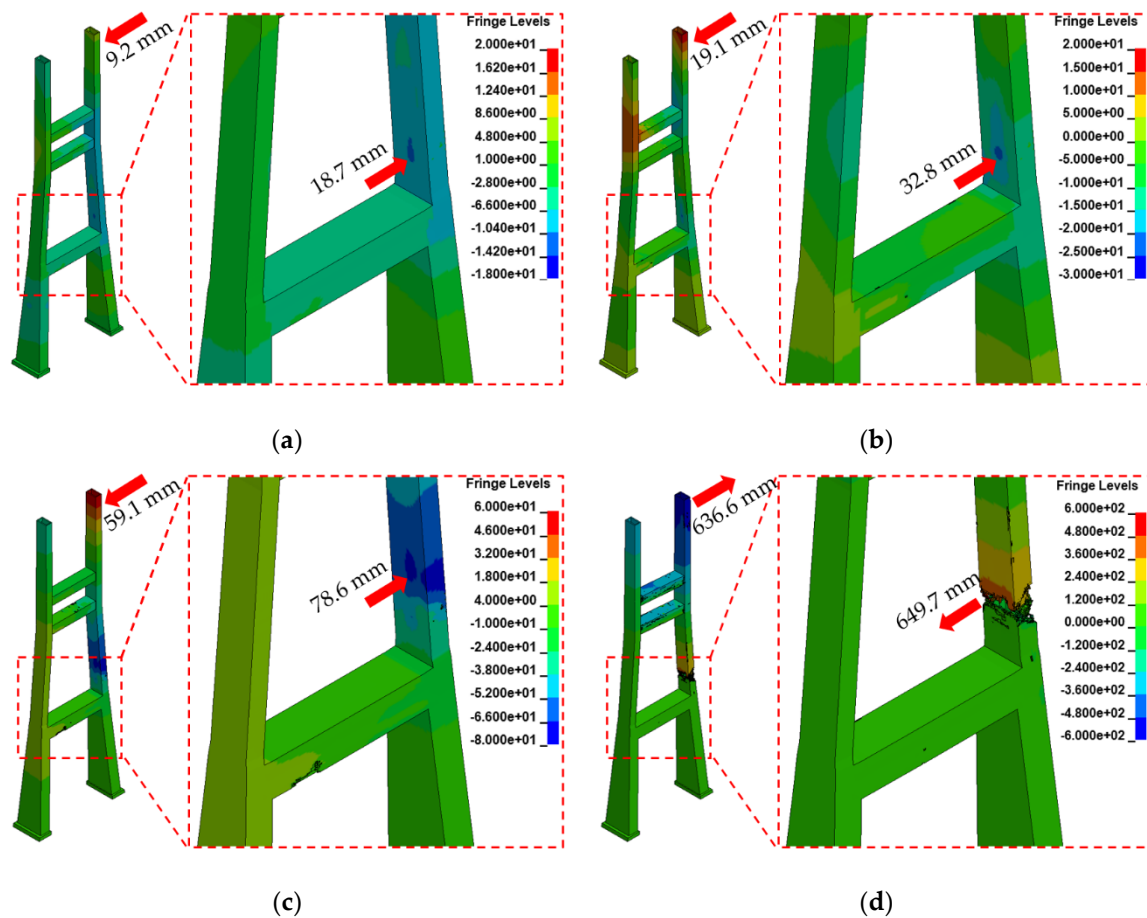 Fringe Levels
2.000e+01
1.620e+01
1.240e+01
8.600e+00
4.800e+00
1.000e+00
-2.800e+00
-6.600e+00
-1.040e+01
-1.420e+01
-1.800e+01
9.2 mm
18.7 mm
(a)
Fringe Levels
2.000e+01
1.500e+01
1.000e+01
5.000e+00
0.000e+00
-5.000e+00
-1.000e+01
-1.500e+01
-2.000e+01
-2.500e+01
-3.000e+01
19.1 mm
32.8 mm
(b)
Fringe Levels
6.000e+01
4.600e+01
3.200e+01
1.800e+01
4.000e+00
-1.000e+01
-2.400e+01
-3.800e+01
-5.200e+01
-6.600e+01
-8.000e+01
59.1 mm
78.6 mm
(c)
Fringe Levels
6.000e+02
4.800e+02
3.600e+02
2.400e+02
1.200e+02
0.000e+00
-1.200e+02
-2.400e+02
-3.600e+02
-4.800e+02
-6.000e+02
636.6 mm
649.7 mm
(d)